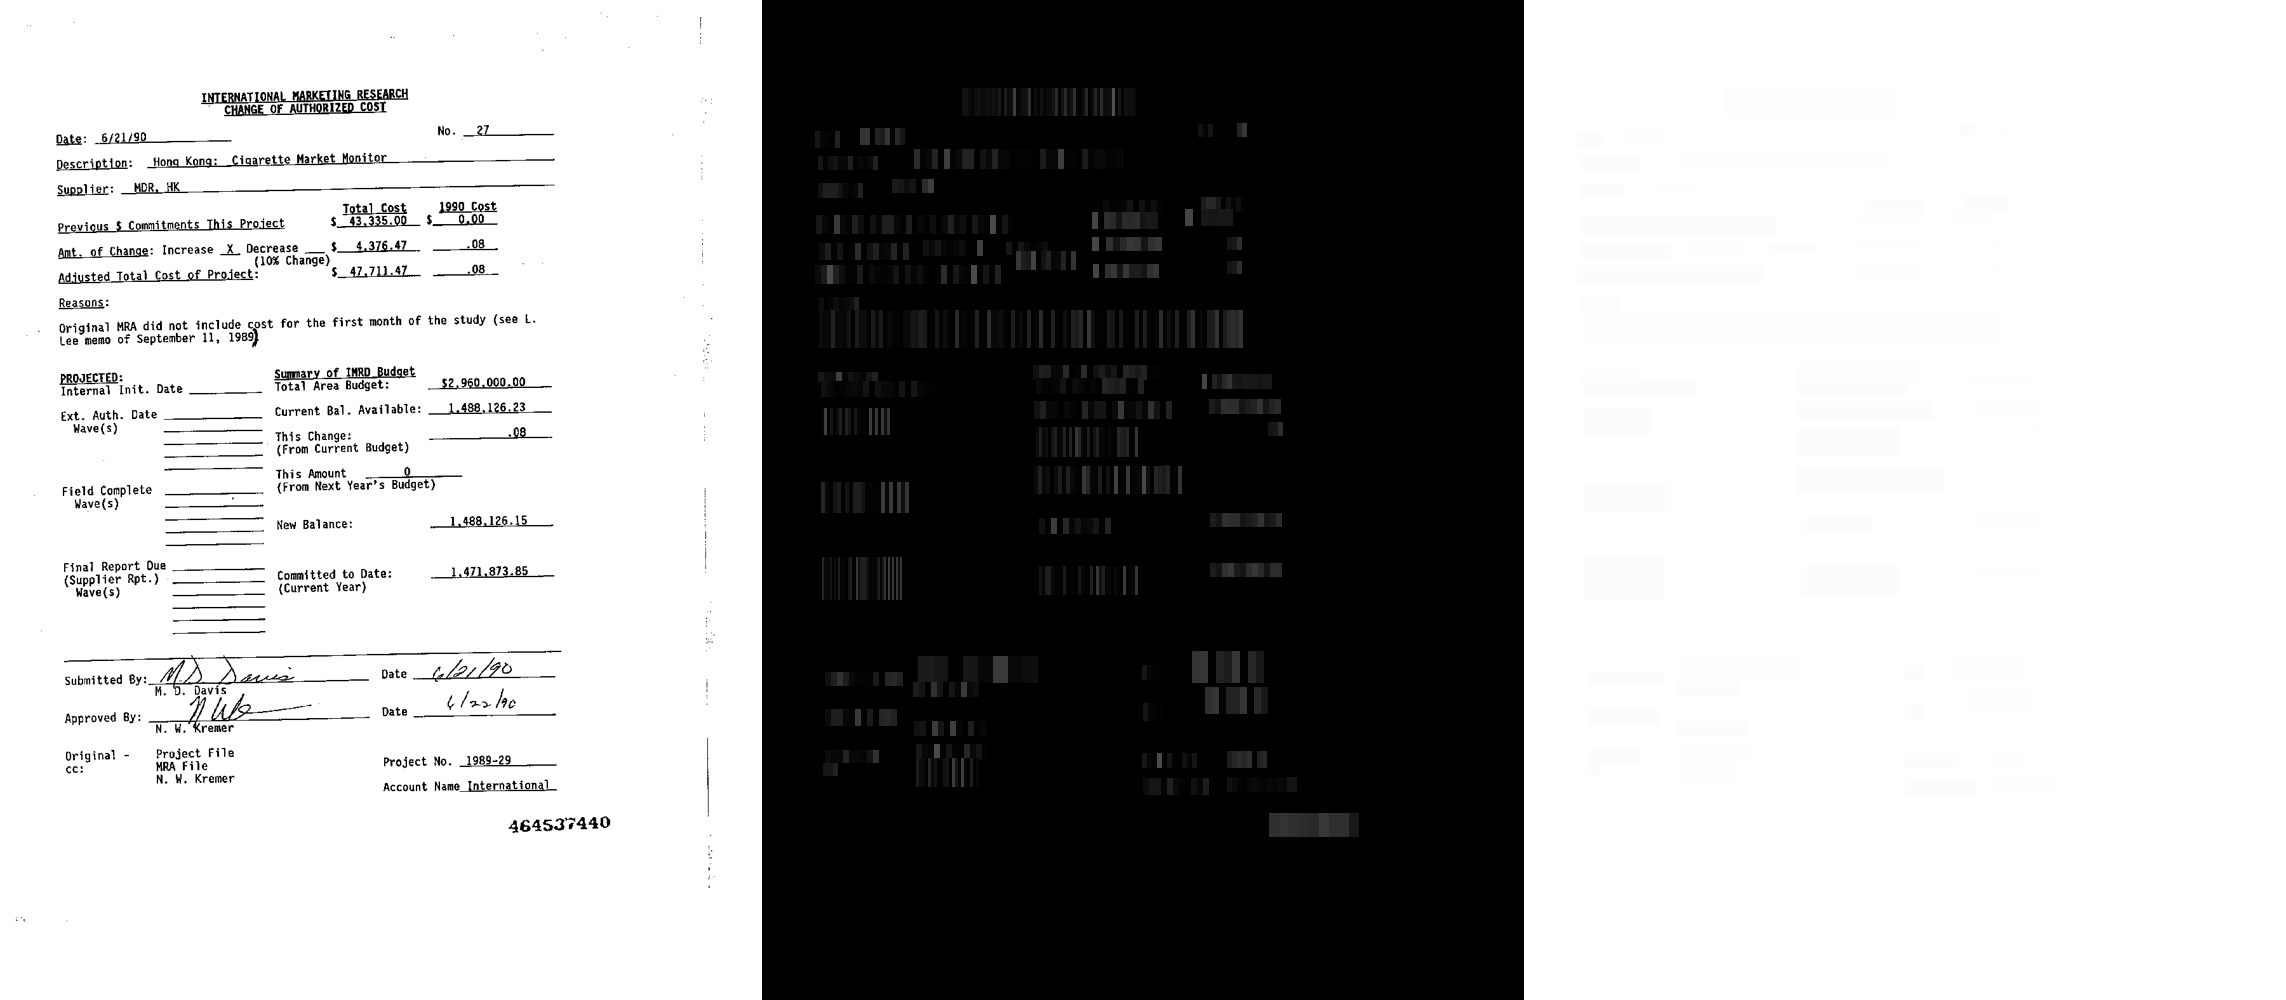 INTERNATIONAL MARKETING RESEARCH
CHANGE OF AUTHORIZED COST
Date: 6/21/90 No. 27
Description: Hong Kong: Cigarette Market Monitor
Supplier: MDR, HK
Total Cost 1990 Cost
Previous $ Commitments This Project $ 43,335.00 $ 0.00
Amt. of Change: Increase X Decrease $ 4,376.47 .08
(10% Change)
Adjusted Total Cost of Project: $ 47,711.47 .08
Reasons:
Original MRA did not include cost for the first month of the study (see L.
Lee memo of September 11, 1989)
PROJECTED: Summary of IMRD Budget
Internal Init. Date Total Area Budget: $2,960,000.00
Ext. Auth. Date Current Bal. Available: 1,488,126.23
Wave(s)
This Change: .08
(From Current Budget)
This Amount 0
Field Complete (From Next Year's Budget)
Wave(s)
New Balance: 1,488,126.15
Final Report Due
(Supplier Rpt.) Committed to Date: 1,471,873.85
Wave(s) (Current Year)
Submitted By: M D Davis Date 6/21/90
M. D. Davis
Approved By: Date 6/22/90
N. W. Kremer
Original - Project File
cc: MRA File Project No. 1989-29
N. W. Kremer
Account Name International
464537440